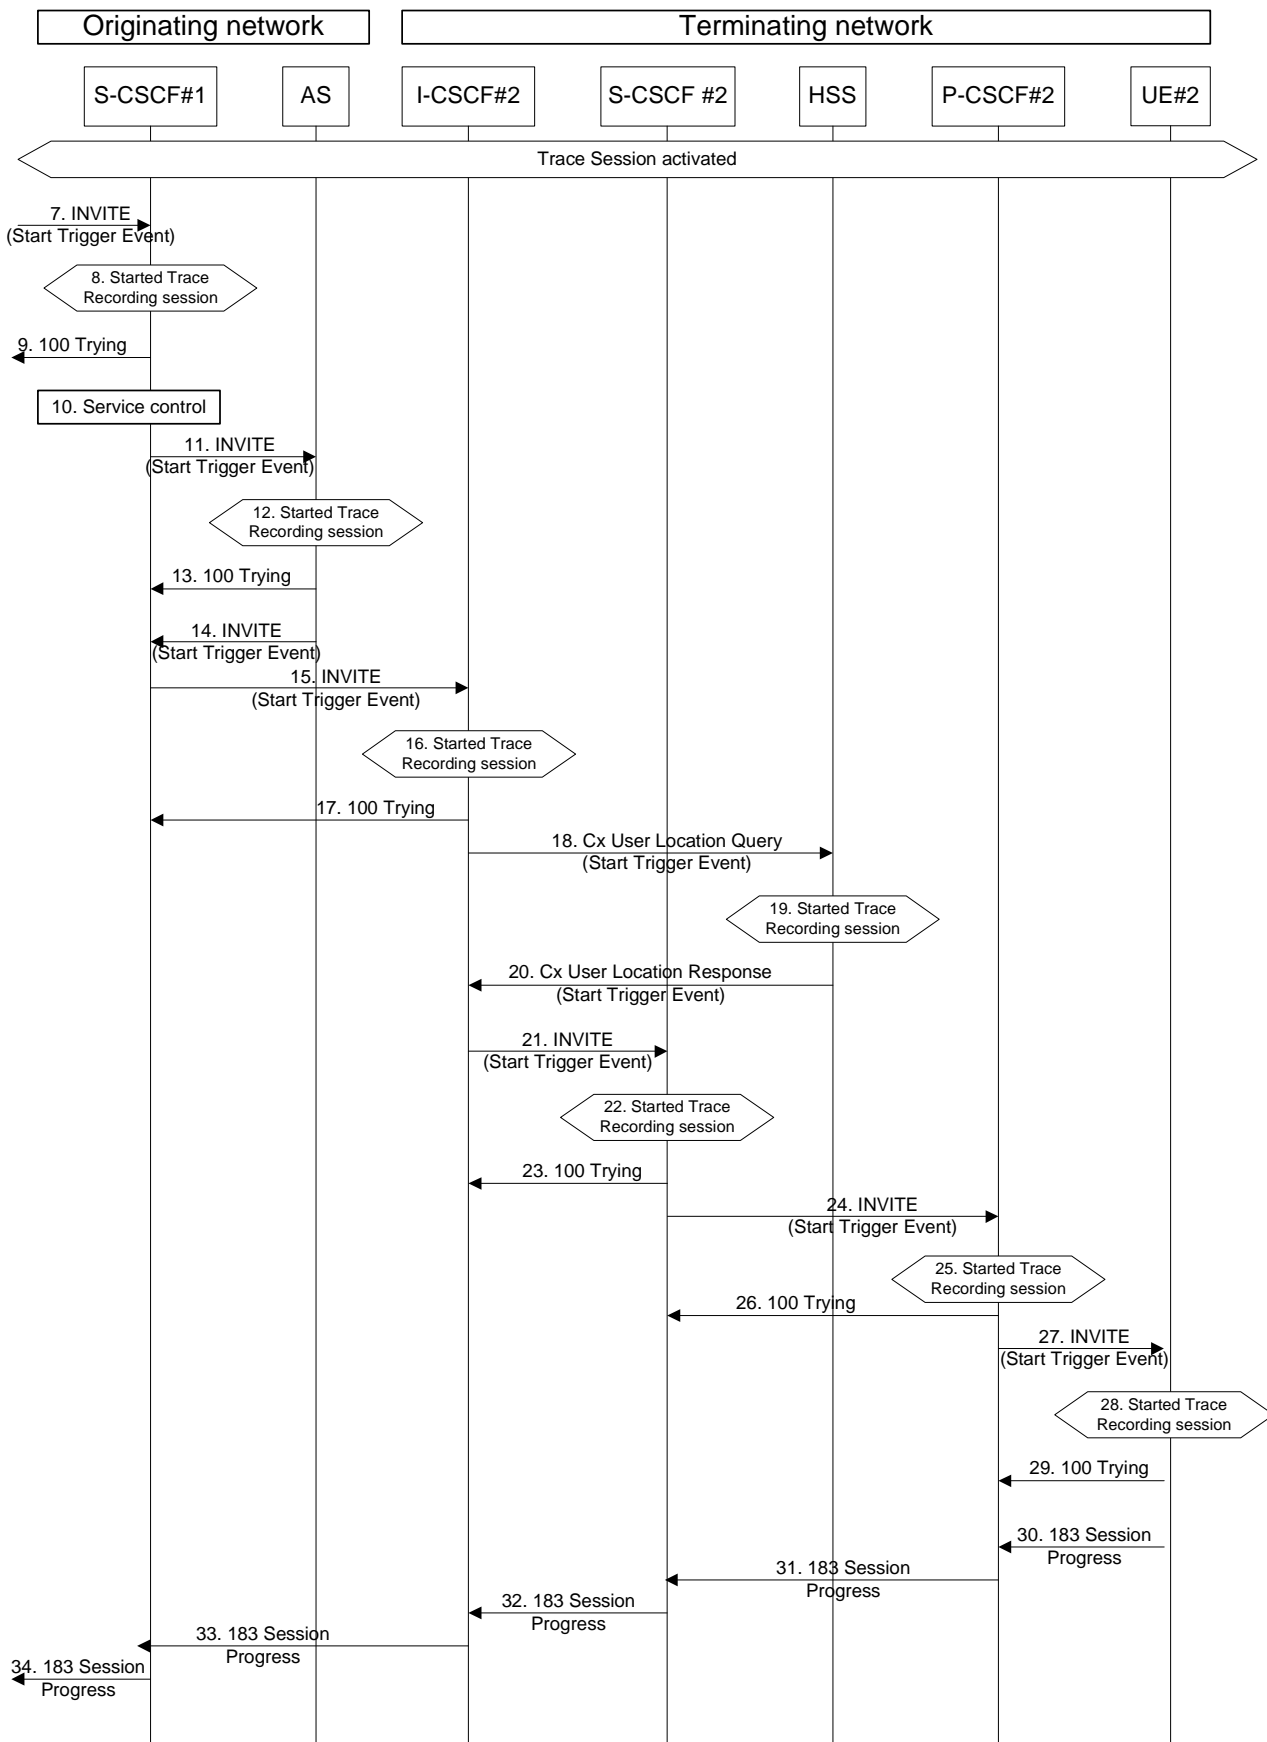 Originating network
Terminating network
S-CSCF#1
AS
I-CSCF#2
S-CSCF #2
HSS
P-CSCF#2
UE#2
Trace Session activated
7. INVITE
(Start Trigger Event)
8. Started Trace
Recording session
9. 100 Trying
10. Service control
11. INVITE
(Start Trigger Event)
12. Started Trace
Recording session
13. 100 Trying
14. INVITE
(Start Trigger Event)
15. INVITE
(Start Trigger Event)
16. Started Trace
Recording session
17. 100 Trying
18. Cx User Location Query
(Start Trigger Event)
19. Started Trace
Recording session
20. Cx User Location Response
(Start Trigger Event)
21. INVITE
(Start Trigger Event)
22. Started Trace
Recording session
23. 100 Trying
24. INVITE
(Start Trigger Event)
25. Started Trace
Recording session
26. 100 Trying
27. INVITE
(Start Trigger Event)
28. Started Trace
Recording session
29. 100 Trying
30. 183 Session
Progress
31. 183 Session
Progress
32. 183 Session
Progress
33. 183 Session
Progress
34. 183 Session
Progress